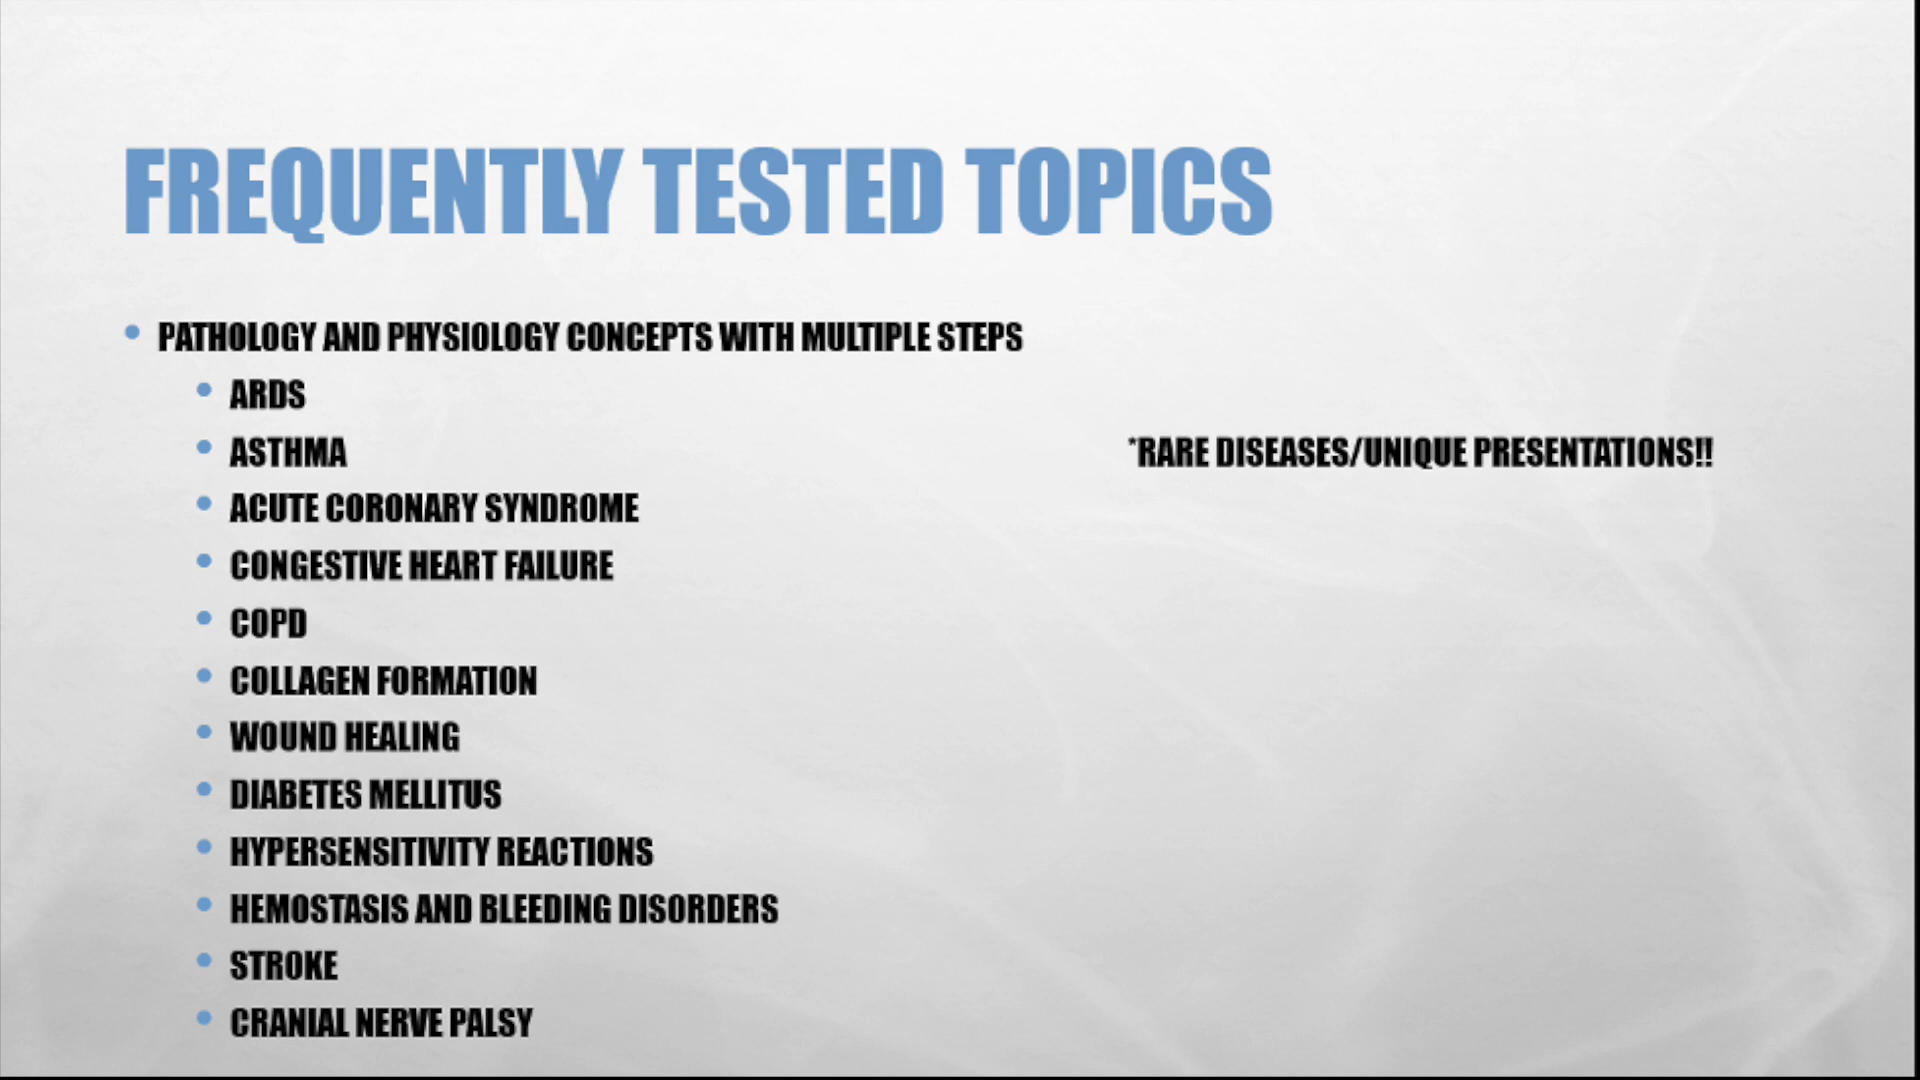 FREQUENTLY TESTED TOPICS
• PATHOLOGY AND PHYSIOLOGY CONCEPTS WITH MULTIPLE STEPS
• ARDS
• ASTHMA
*RARE DISEASES/UNIQUE PRESENTATIONS!!
• ACUTE CORONARY SYNDROME
• CONGESTIVE HEART FAILURE
• COPD
• COLLAGEN FORMATION
• WOUND HEALING
• DIABETES MELLITUS
• HYPERSENSITIVITY REACTIONS
• HEMOSTASIS AND BLEEDING DISORDERS
• STROKE
• CRANIAL NERVE PALSY